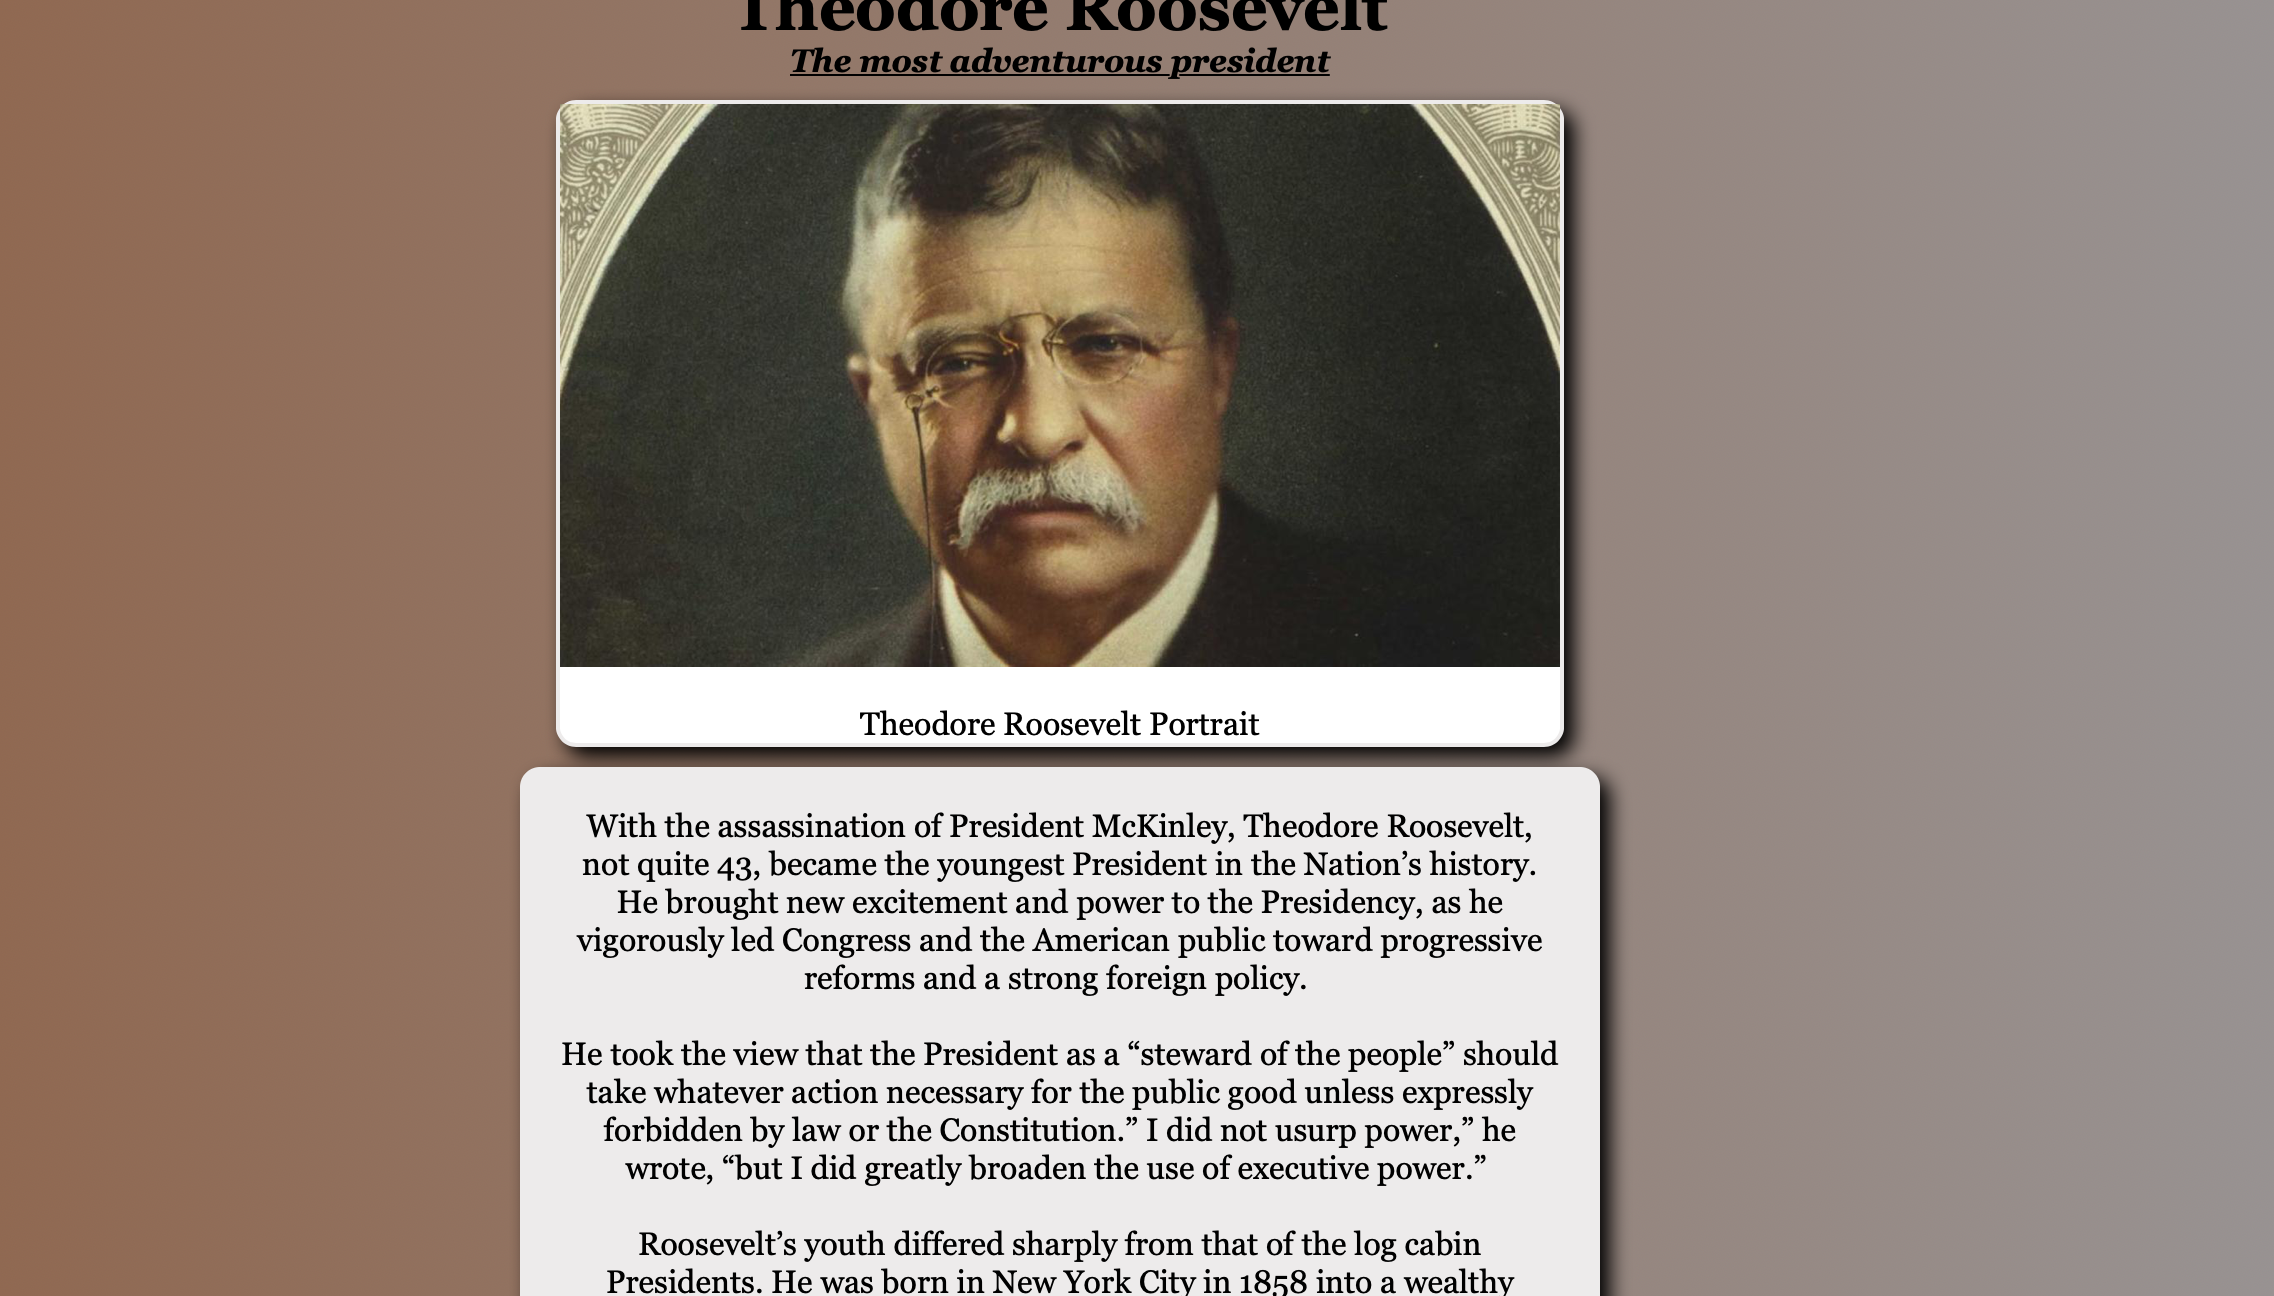 Theodore Roosevelt
The most adventurous president
Theodore Roosevelt Portrait
With the assassination of President McKinley, Theodore Roosevelt,
not quite 43, became the youngest President in the Nation’s history.
He brought new excitement and power to the Presidency, as he
vigorously led Congress and the American public toward progressive
reforms and a strong foreign policy.
He took the view that the President as a “steward of the people” should
take whatever action necessary for the public good unless expressly
forbidden by law or the Constitution.” I did not usurp power,” he
wrote, “but I did greatly broaden the use of executive power.”
Roosevelt’s youth differed sharply from that of the log cabin
Presidents. He was born in New York City in 1858 into a wealthy